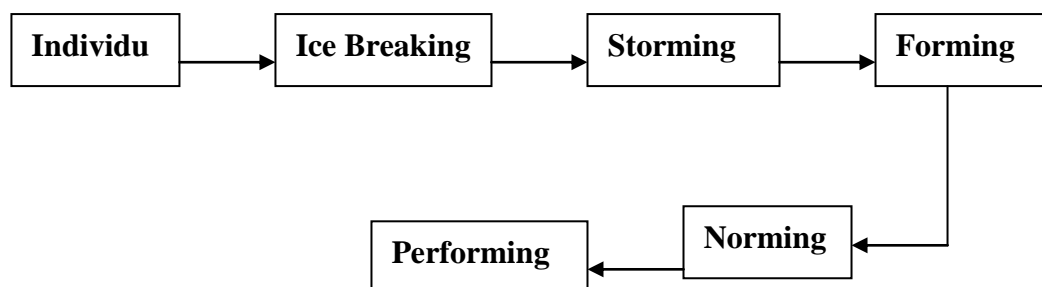 Individu
Ice Breaking
Storming
Forming
Norming
Performing